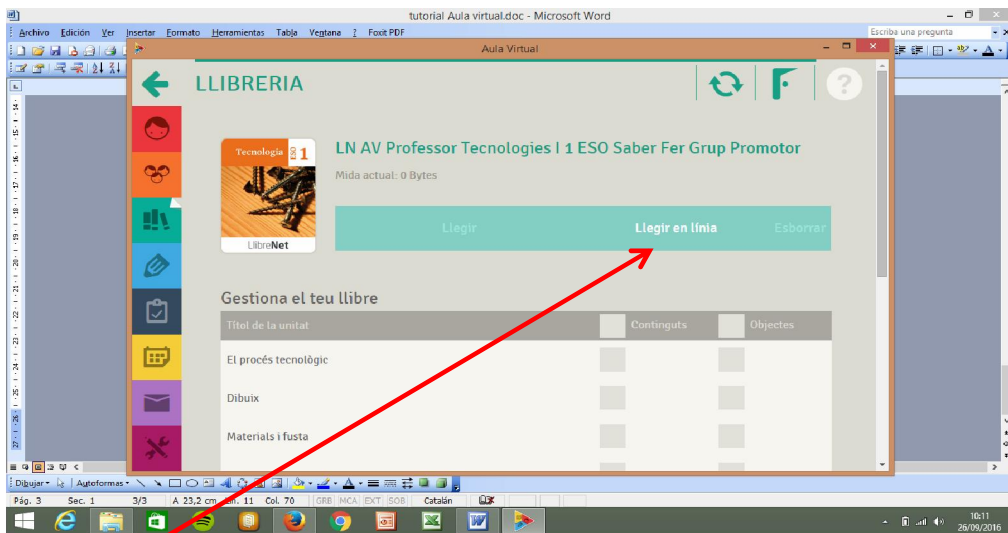 tutorial Aula virtual.doc - Microsoft Word
Archivo Edición Ver Insertar Formato Herramientas Tabla Ventana ? Foxit PDF
Escriba una pregunta
Aula Virtual
LLIBRERIA
?
Tecnologia ESO 1
LlibreNet
LN AV Professor Tecnologies I 1 ESO Saber Fer Grup Promotor
Mida actual: 0 Bytes
Llegir Llegir en línia Esborrar
Gestiona el teu llibre
Títol de la unitat Continguts Objectes
El procés tecnològic
Dibuix
Materials i fusta
Dibujar Autoformas
Pág. 3 Sec. 1 3/3 A 23,2 cm Lín. 11 Col. 70 GRB MCA EXT SOB Catalán
10:11
26/09/2016